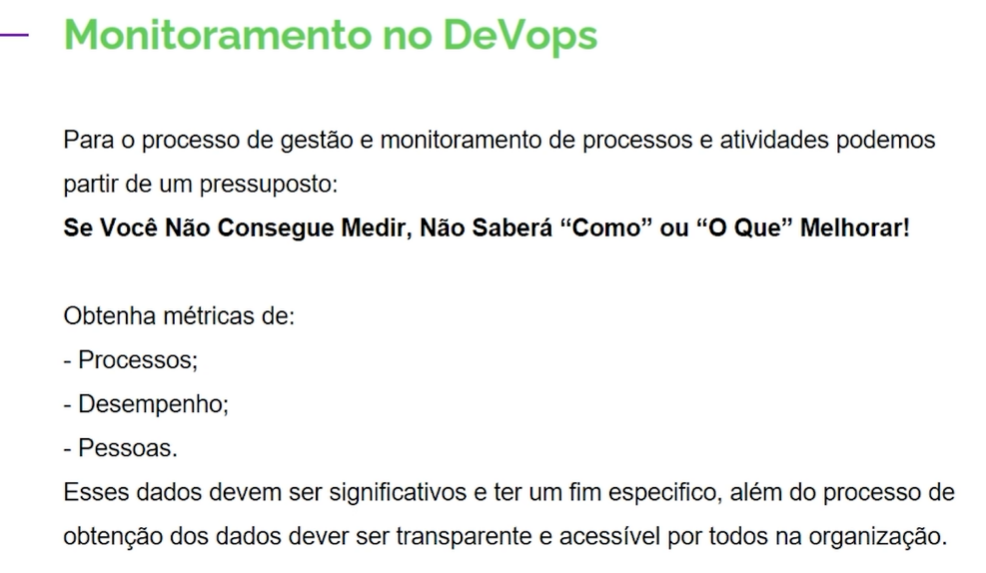 Monitoramento no DeVops
Para o processo de gestão e monitoramento de processos e atividades podemos
partir de um pressuposto:
Se Você Não Consegue Medir, Não Saberá “Como” ou “O Que” Melhorar!
Obtenha métricas de:
- Processos;
- Desempenho;
- Pessoas.
Esses dados devem ser significativos e ter um fim especifico, além do processo de
obtenção dos dados dever ser transparente e acessível por todos na organização.